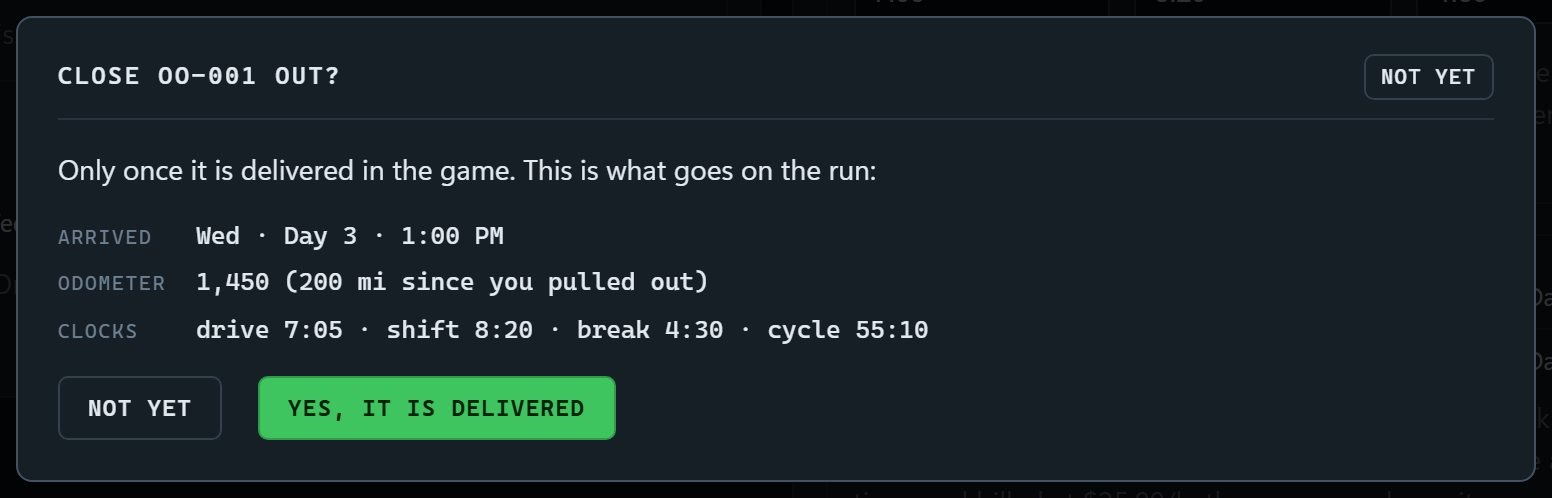 CLOSE OO-001 OUT?
NOT YET
Only once it is delivered in the game. This is what goes on the run:
ARRIVED Wed · Day 3 · 1:00 PM
ODOMETER 1,450 (200 mi since you pulled out)
CLOCKS drive 7:05 · shift 8:20 · break 4:30 · cycle 55:10
NOT YET
YES, IT IS DELIVERED